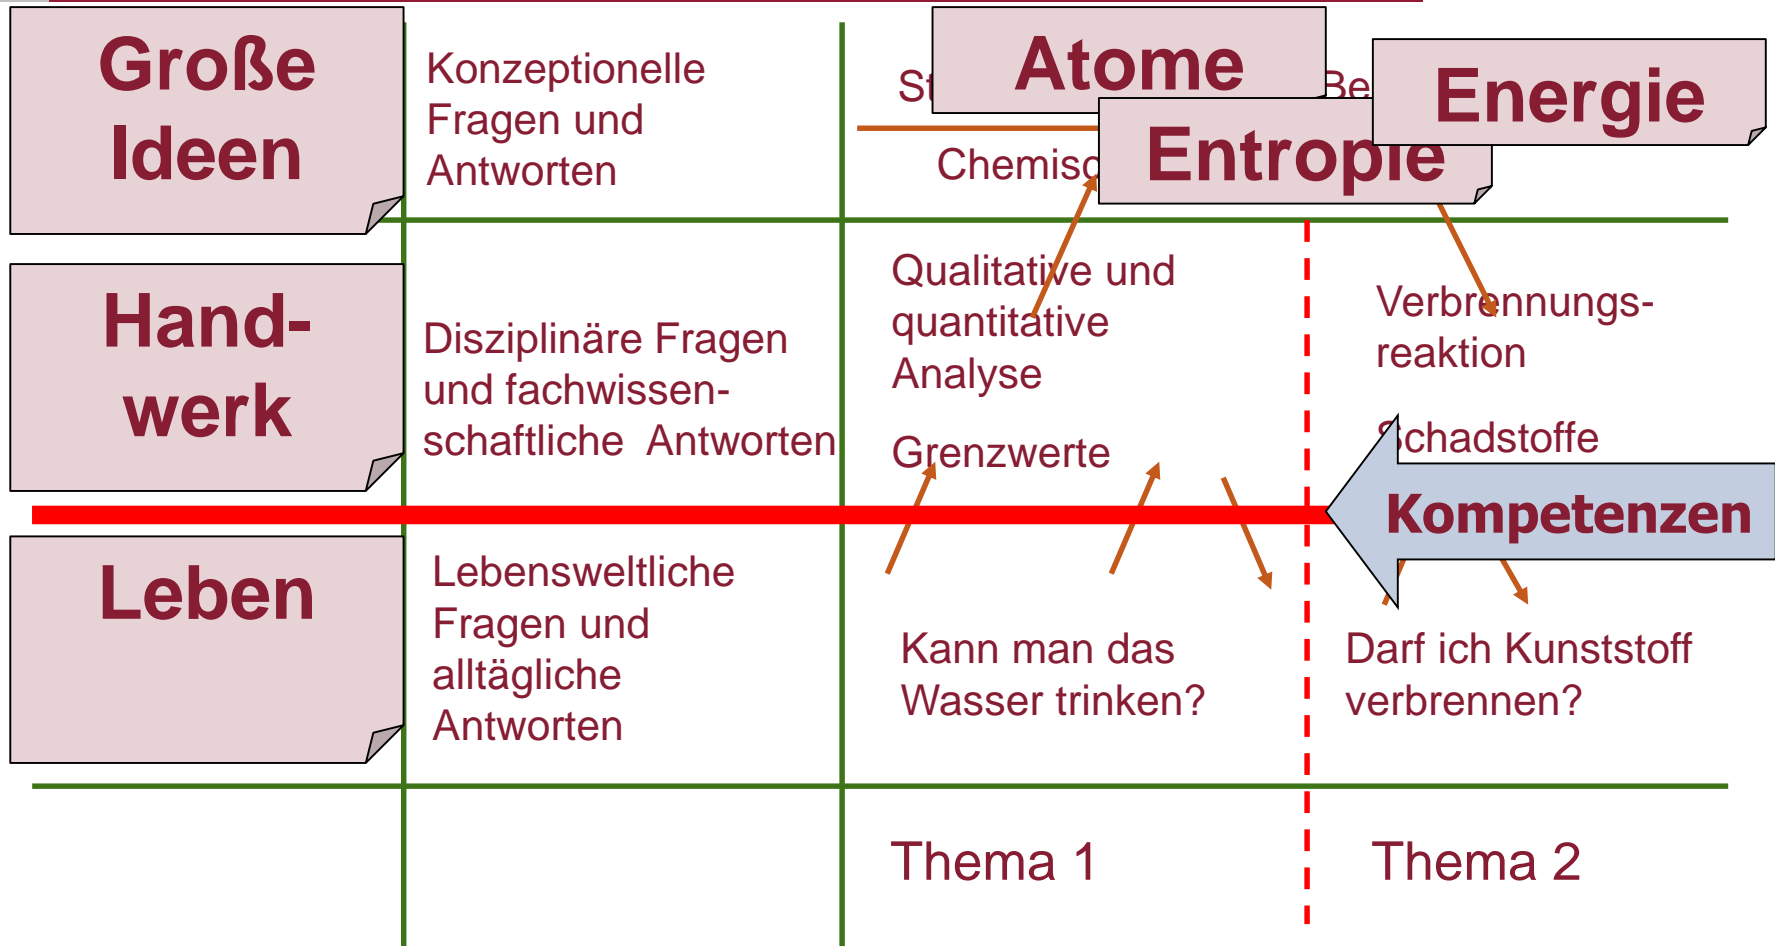 Große
Ideen
Konzeptionelle
Fragen und
Antworten
Atome
Energie
Entropie
Hand-
werk
Disziplinäre Fragen
und fachwissen-
schaftliche Antworten
Qualitative und
quantitative
Analyse
Grenzwerte
Verbrennungs-
reaktion
Schadstoffe
Kompetenzen
Leben
Lebensweltliche
Fragen und
alltägliche
Antworten
Kann man das
Wasser trinken?
Darf ich Kunststoff
verbrennen?
Thema 1
Thema 2